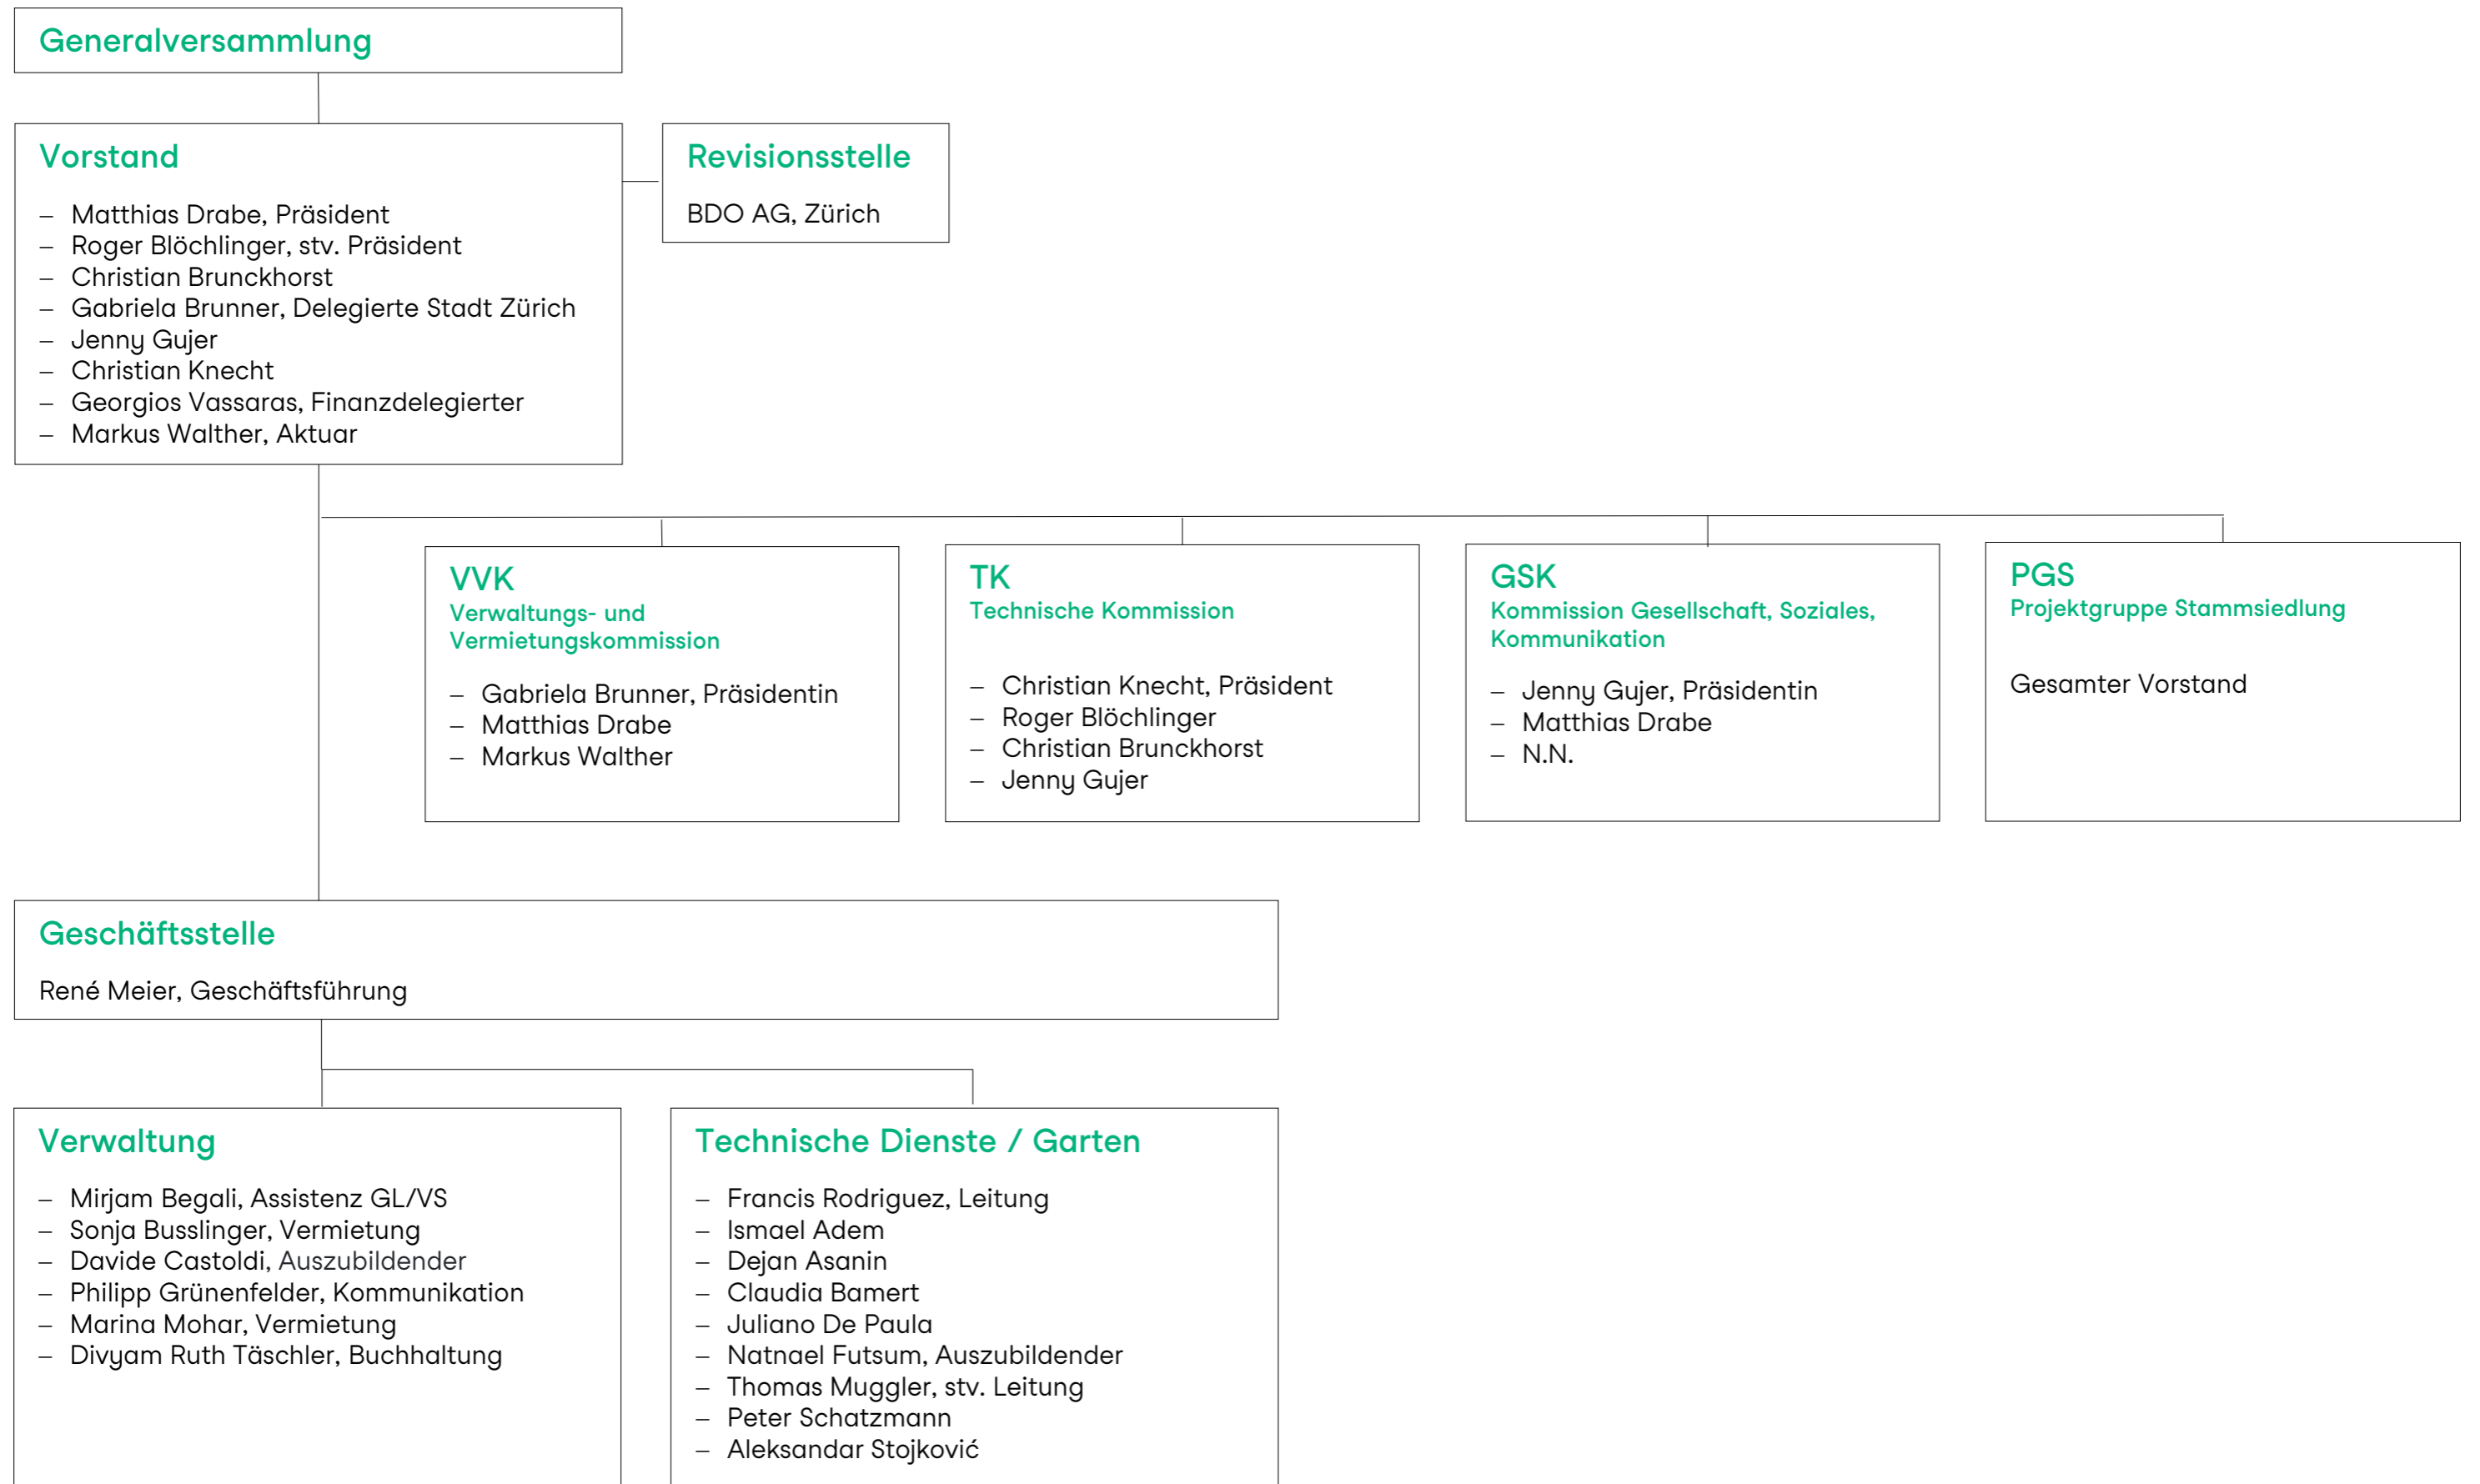 Generalversammlung
Vorstand
– Matthias Drabe, Präsident
– Roger Blöchlinger, stv. Präsident
– Christian Brunckhorst
– Gabriela Brunner, Delegierte Stadt Zürich
– Jenny Gujer
– Christian Knecht
– Georgios Vassaras, Finanzdelegierter
– Markus Walther, Aktuar
Revisionsstelle
BDO AG, Zürich
VVK
Verwaltungs- und
Vermietungskommission
– Gabriela Brunner, Präsidentin
– Matthias Drabe
– Markus Walther
TK
Technische Kommission
– Christian Knecht, Präsident
– Roger Blöchlinger
– Christian Brunckhorst
– Jenny Gujer
GSK
Kommission Gesellschaft, Soziales,
Kommunikation
– Jenny Gujer, Präsidentin
– Matthias Drabe
– N.N.
PGS
Projektgruppe Stammsiedlung
Gesamter Vorstand
Geschäftsstelle
René Meier, Geschäftsführung
Verwaltung
– Mirjam Begali, Assistenz GL/VS
– Sonja Busslinger, Vermietung
– Davide Castoldi, Auszubildender
– Philipp Grünenfelder, Kommunikation
– Marina Mohar, Vermietung
– Divyam Ruth Täschler, Buchhaltung
Technische Dienste / Garten
– Francis Rodriguez, Leitung
– Ismael Adem
– Dejan Asanin
– Claudia Bamert
– Juliano De Paula
– Natnael Futsum, Auszubildender
– Thomas Muggler, stv. Leitung
– Peter Schatzmann
– Aleksandar Stojković